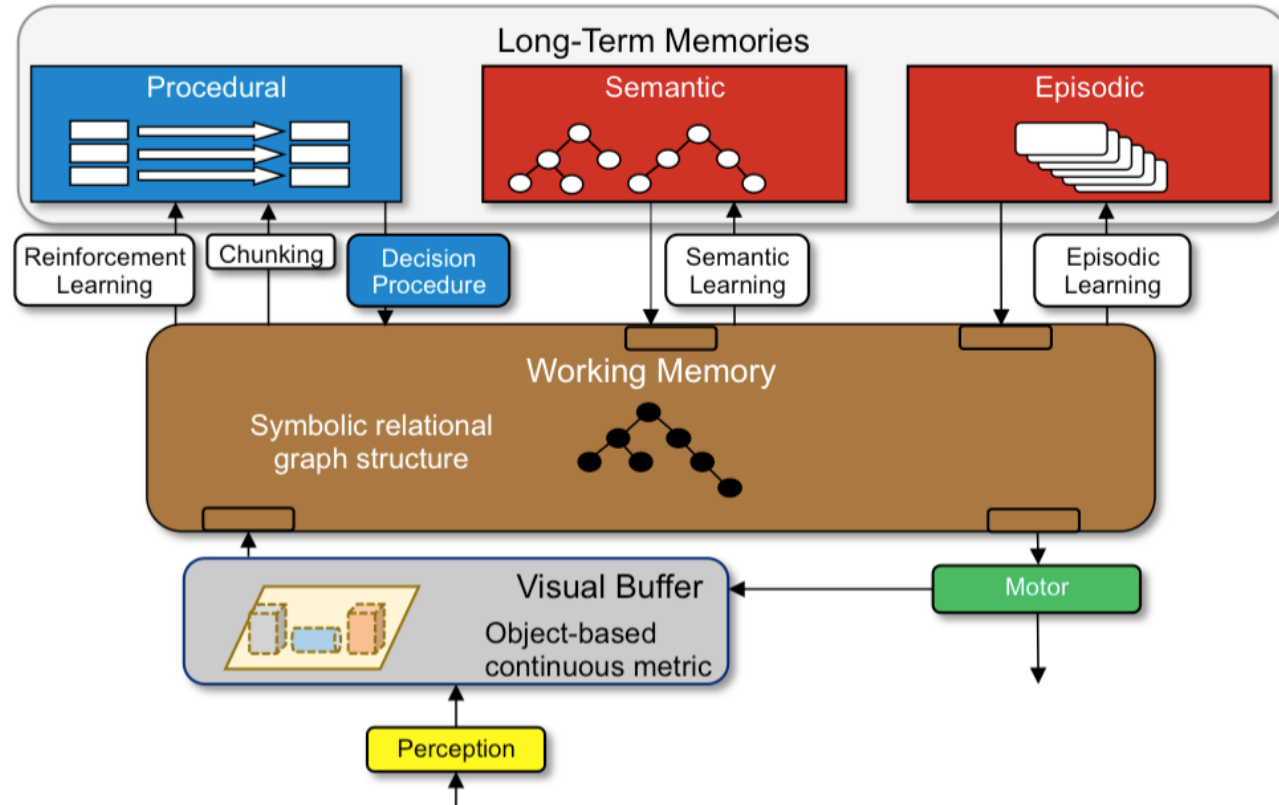 Long-Term Memories
Procedural
Semantic
Episodic
Reinforcement
Learning
Chunking
Decision
Procedure
Semantic
Learning
Episodic
Learning
Working Memory
Symbolic relational
graph structure
Visual Buffer
Object-based
continuous metric
Motor
Perception